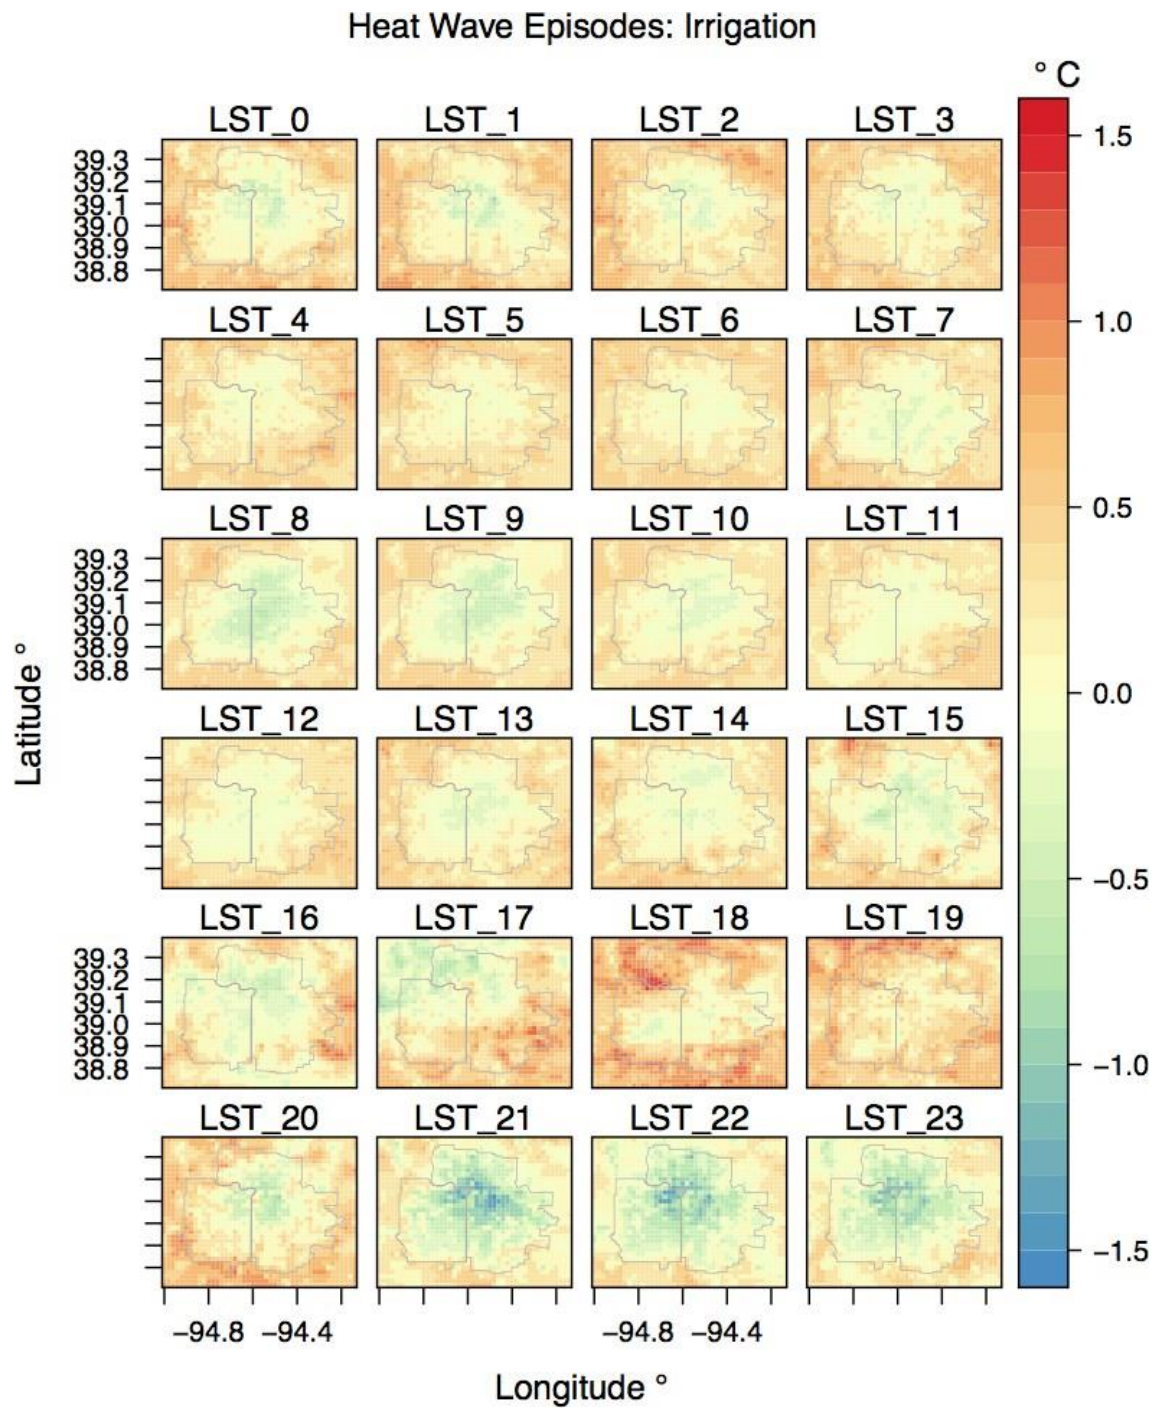 Heat Wave Episodes: Irrigation
° C
LST_0 LST_1 LST_2 LST_3
39.3
39.2
39.1
39.0
38.9
38.8
LST_4 LST_5 LST_6 LST_7
LST_8 LST_9 LST_10 LST_11
39.3
39.2
39.1
39.0
38.9
38.8
LST_12 LST_13 LST_14 LST_15
LST_16 LST_17 LST_18 LST_19
39.3
39.2
39.1
39.0
38.9
38.8
LST_20 LST_21 LST_22 LST_23
−94.8 −94.4 −94.8 −94.4
Longitude °
Latitude °
1.5
1.0
0.5
0.0
−0.5
−1.0
−1.5